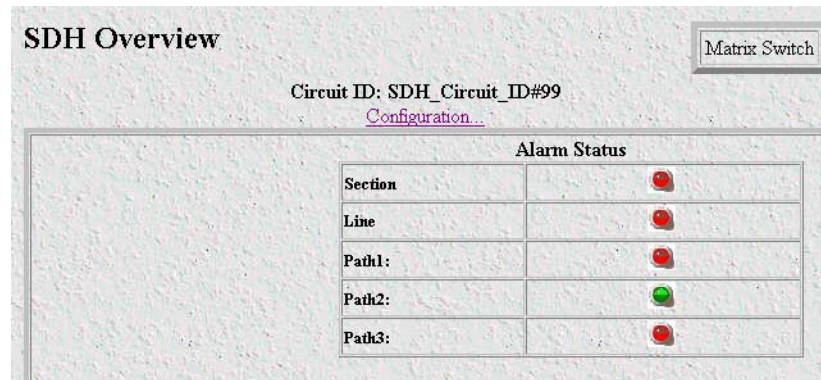 SDH Overview
Matrix Switch
Circuit ID: SDH_Circuit_ID#99
Configuration...
Alarm Status
Section
Line
Path1:
Path2:
Path3: